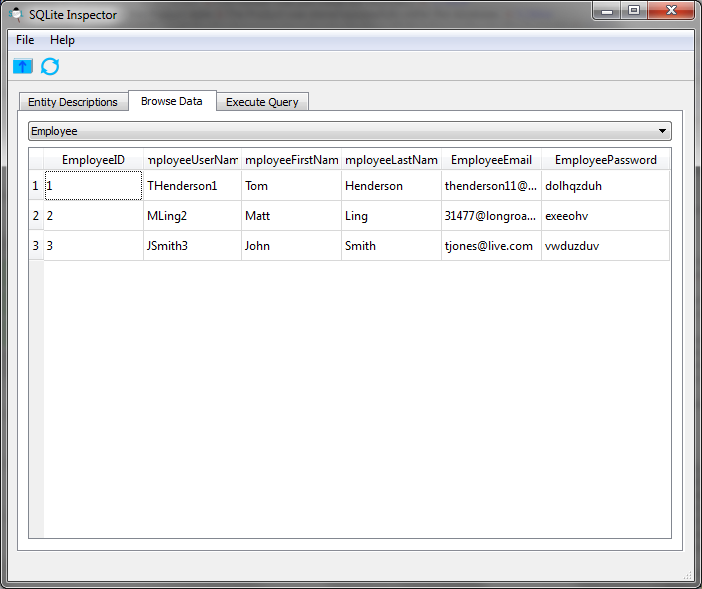 SQLite Inspector
File Help
Entity Descriptions Browse Data Execute Query
Employee
EmployeeID mployeeUserNam mployeeFirstNam mployeeLastNam EmployeeEmail EmployeePassword
1 1 THenderson1 Tom Henderson thenderson11@... dolhqzduh
2 2 MLing2 Matt Ling 31477@longroa... exeeohv
3 3 JSmith3 John Smith tjones@live.com vwduzduv